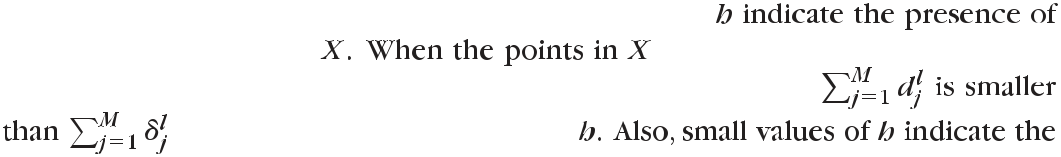 h indicate the presence of
X. When the points in X
∑_{j=1}^{M} d_j^l is smaller
than ∑_{j=1}^{M} δ_j^l h. Also, small values of h indicate the